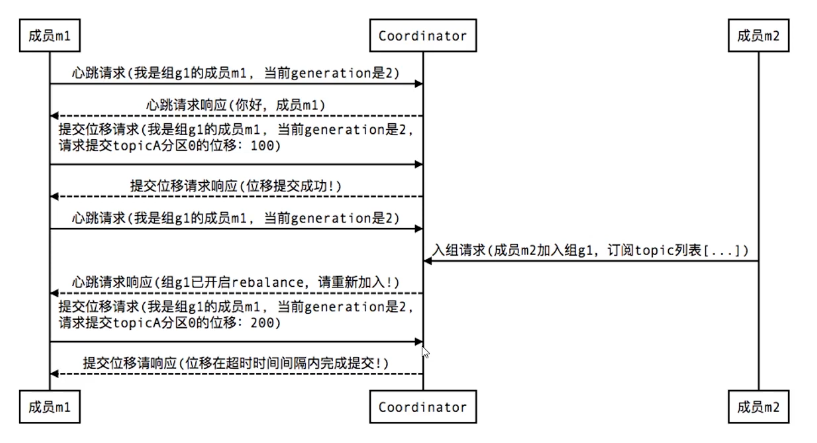 成员m1
Coordinator
成员m2
心跳请求(我是组g1的成员m1, 当前generation是2)
心跳请求响应(你好, 成员m1)
提交位移请求(我是组g1的成员m1, 当前generation是2,
请求提交topicA分区0的位移: 100)
提交位移请求响应(位移提交成功!)
心跳请求(我是组g1的成员m1, 当前generation是2)
入组请求(成员m2加入组g1, 订阅topic列表[...])
心跳请求响应(组g1已开启rebalance, 请重新加入!)
提交位移请求(我是组g1的成员m1, 当前generation是2,
请求提交topicA分区0的位移: 200)
提交位移请响应(位移在超时时间间隔内完成提交!)
成员m1
Coordinator
成员m2